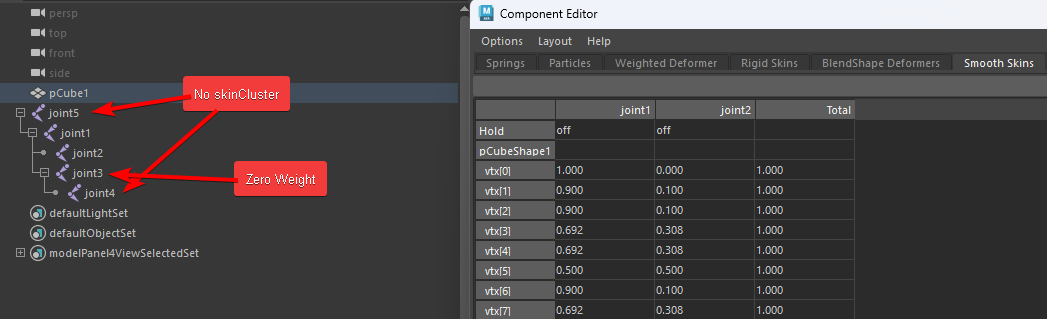 persp
top
front
side
pCube1
joint5
joint1
joint2
joint3
joint4
defaultLightSet
defaultObjectSet
modelPanel4ViewSelectedSet
No skinCluster
Zero Weight
Component Editor
Options Layout Help
Springs Particles Weighted Deformer Rigid Skins BlendShape Deformers Smooth Skins
joint1 joint2 Total
Hold off off
pCubeShape1
vtx[0] 1.000 0.000 1.000
vtx[1] 0.900 0.100 1.000
vtx[2] 0.900 0.100 1.000
vtx[3] 0.692 0.308 1.000
vtx[4] 0.692 0.308 1.000
vtx[5] 0.500 0.500 1.000
vtx[6] 0.900 0.100 1.000
vtx[7] 0.692 0.308 1.000